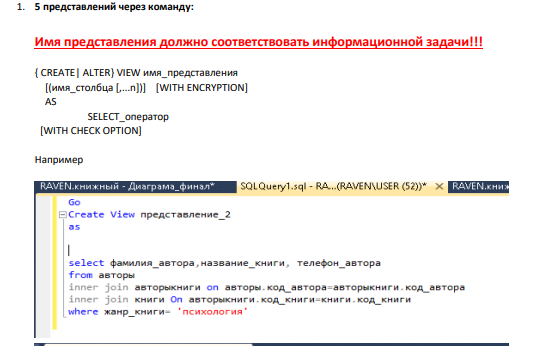 1. 5 представлений через команду:
Имя представления должно соответствовать информационной задачи!!!
{ CREATE| ALTER} VIEW имя_представления
[(имя_столбца [,...n])] [WITH ENCRYPTION]
AS
SELECT_оператор
[WITH CHECK OPTION]
Например
RAVEN.книжный - Диаграма_финал* SQLQuery1.sql - RA...(RAVEN\USER (52))* × RAVEN.книж
Go
Create View представление_2
as
select фамилия_автора,название_книги, телефон_автора
from авторы
inner join авторыкниги on авторы.код_автора=авторыкниги.код_автора
inner join книги On авторыкниги.код_книги=книги.код_книги
where жанр_книги= 'психология'